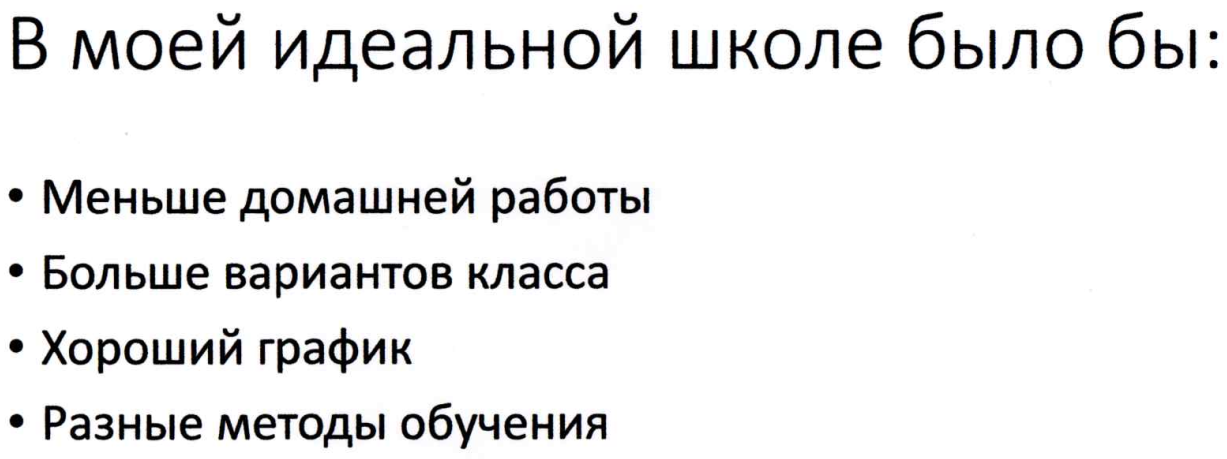 В моей идеальной школе было бы:
• Меньше домашней работы
• Больше вариантов класса
• Хороший график
• Разные методы обучения